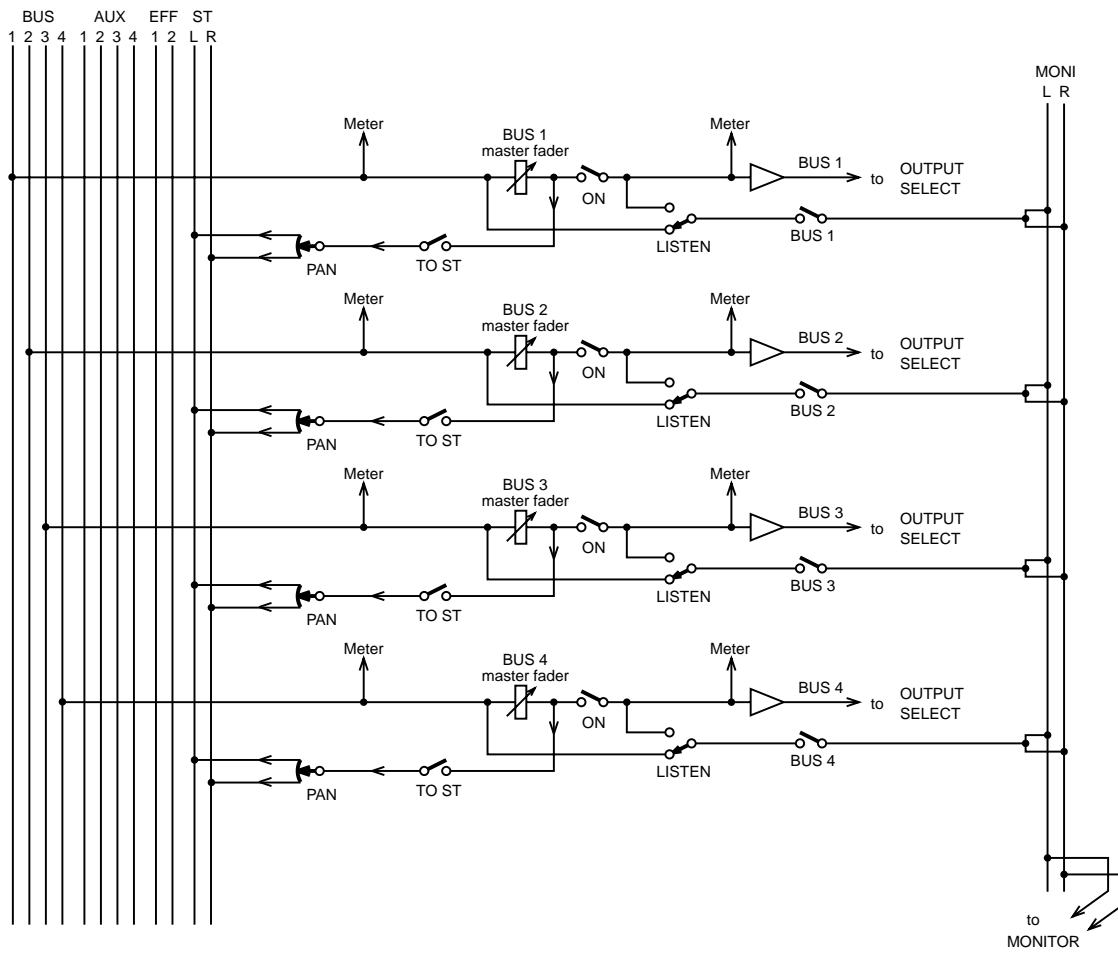 BUS AUX EFF ST
1 2 3 4 1 2 3 4 1 2 L R
MONI
L R
Meter
BUS 1
master fader
Meter
BUS 1
to
OUTPUT
SELECT
ON
LISTEN
BUS 1
PAN
TO ST
Meter
BUS 2
master fader
Meter
BUS 2
to
OUTPUT
SELECT
ON
LISTEN
BUS 2
PAN
TO ST
Meter
BUS 3
master fader
Meter
BUS 3
to
OUTPUT
SELECT
ON
LISTEN
BUS 3
PAN
TO ST
Meter
BUS 4
master fader
Meter
BUS 4
to
OUTPUT
SELECT
ON
LISTEN
BUS 4
PAN
TO ST
to
MONITOR